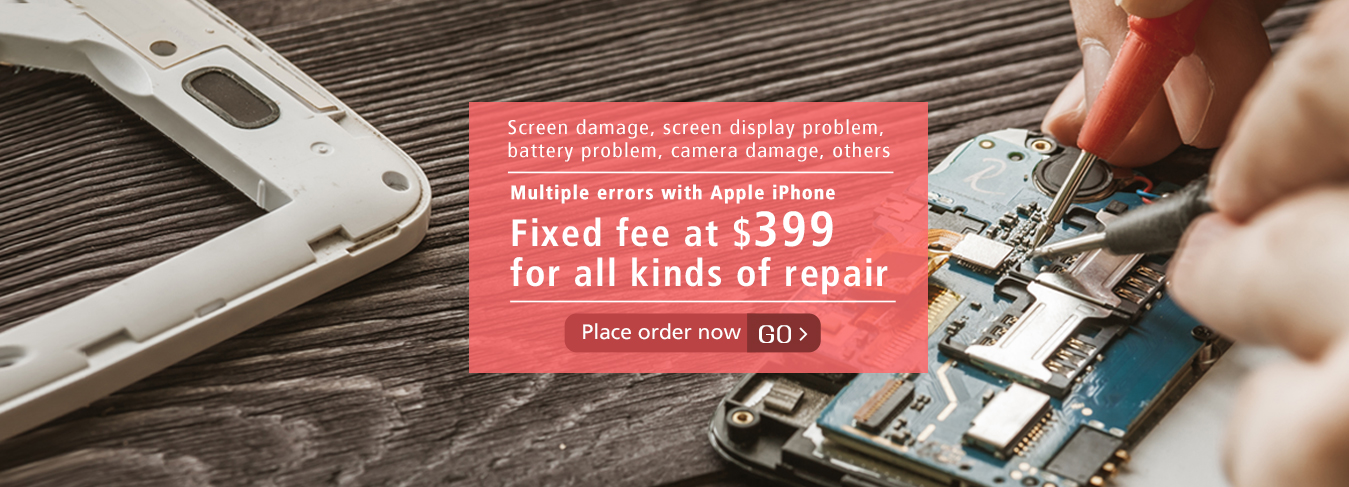 Screen damage, screen display problem,
battery problem, camera damage, others
Multiple errors with Apple iPhone
Fixed fee at $399
for all kinds of repair
Place order now GO >
R